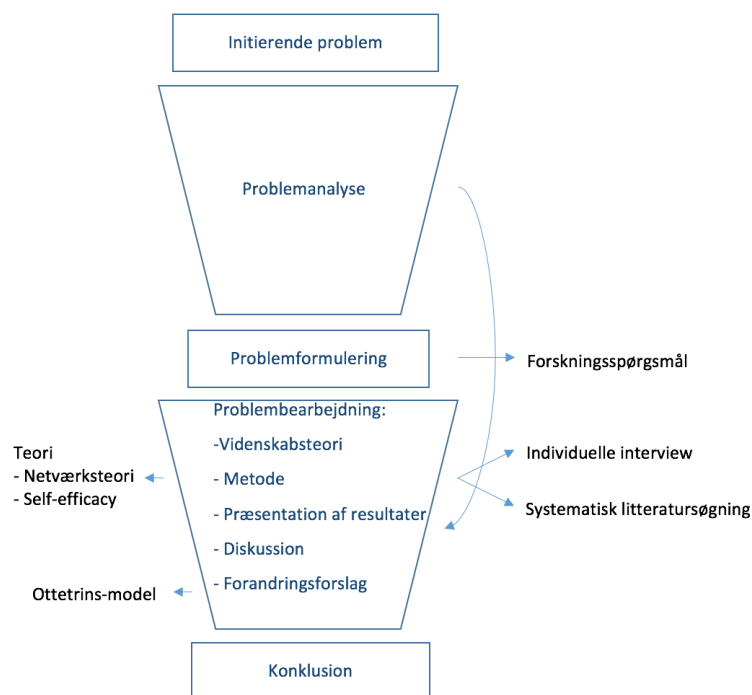 Initierende problem
Problemanalyse
Problemformulering
Forskningsspørgsmål
Problembearbejdning:
-Videnskabsteori
- Metode
- Præsentation af resultater
- Diskussion
- Forandringsforslag
Teori
- Netværksteori
- Self-efficacy
Individuelle interview
Systematisk litteratursøgning
Ottetrins-model
Konklusion